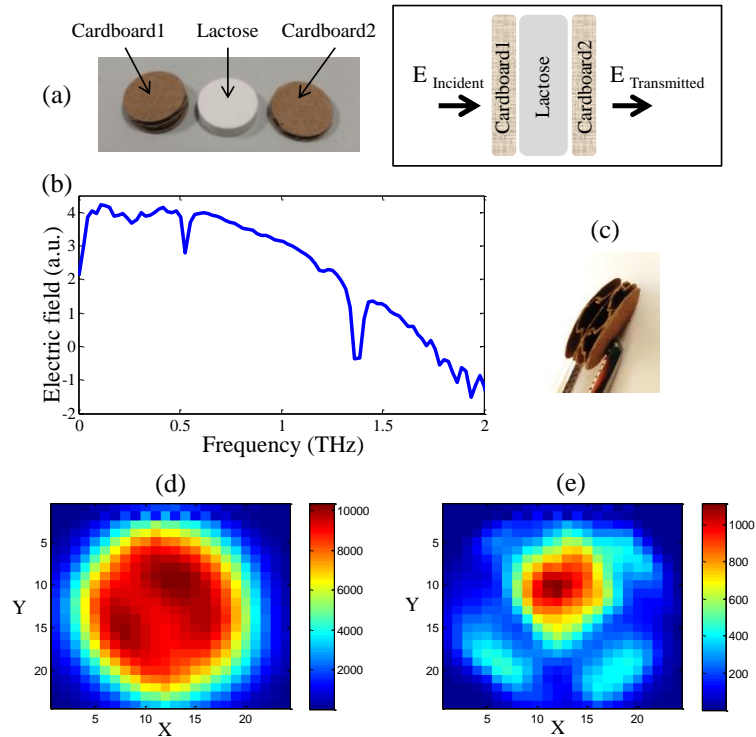 Cardboard1 Lactose Cardboard2
(a)
E Incident Cardboard1 Lactose Cardboard2 E Transmitted
(b)
Electric field (a.u.)
4
3
2
1
0
-1
-2
0 0.5 1 1.5 2
Frequency (THz)
(c)
(d)
Y
5
10
15
20
5 10 15 20
X
10000
8000
6000
4000
2000
(e)
Y
5
10
15
20
5 10 15 20
X
1000
800
600
400
200